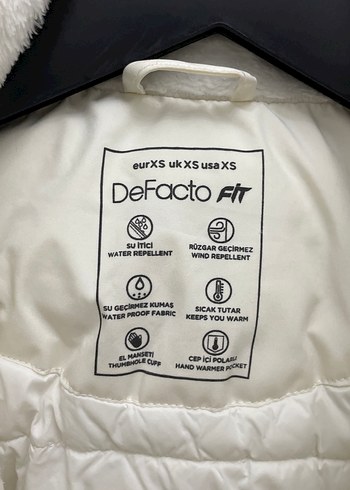 eurXS ukXS usaXS
DeFacto FIT
SU İTİCİ
WATER REPELLENT
RÜZGAR GEÇİRMEZ
WIND REPELLENT
SU GEÇİRMEZ KUMAŞ
WATER PROOF FABRIC
SICAK TUTAR
KEEPS YOU WARM
EL MANŞETİ
THUMBHOLE CUFF
CEP İÇİ POLARLI
HAND WARMER POCKET